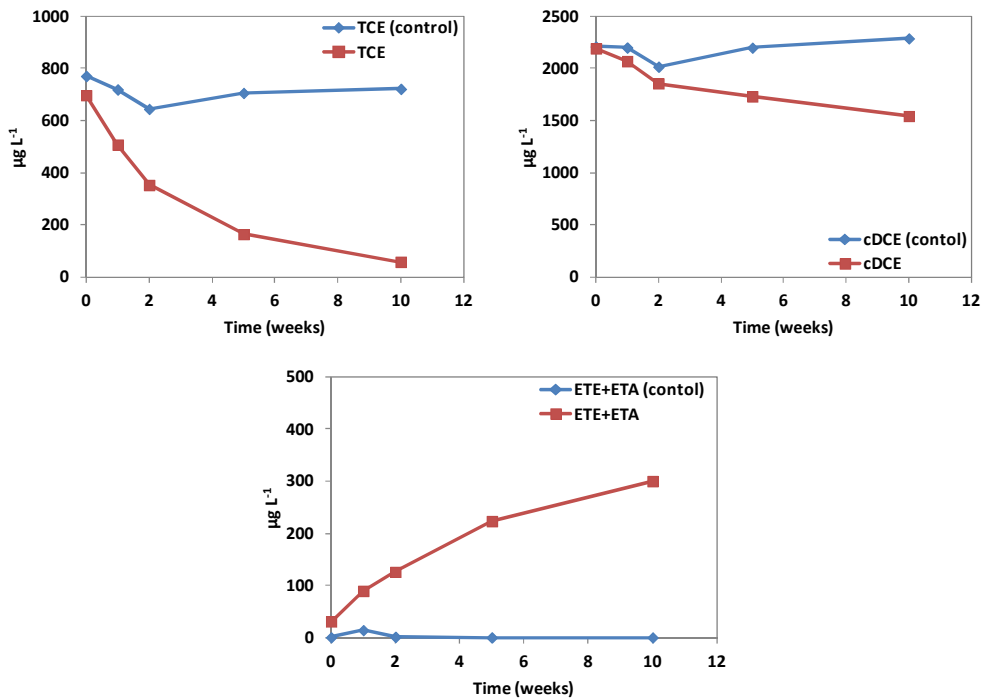 1000
800
600
400
200
0
µg L-1
0 2 4 6 8 10 12
Time (weeks)
TCE (control)
TCE
2500
2000
1500
1000
500
0
µg L-1
0 2 4 6 8 10 12
Time (weeks)
cDCE (contol)
cDCE
500
400
300
200
100
0
µg L-1
0 2 4 6 8 10 12
Time (weeks)
ETE+ETA (contol)
ETE+ETA